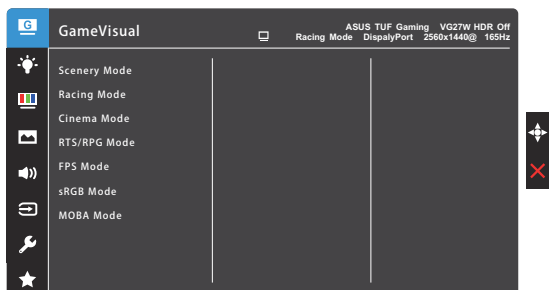 G
GameVisual
ASUS TUF Gaming VG27W HDR Off
Racing Mode DispalyPort 2560x1440@ 165Hz
Scenery Mode
Racing Mode
Cinema Mode
RTS/RPG Mode
FPS Mode
sRGB Mode
MOBA Mode